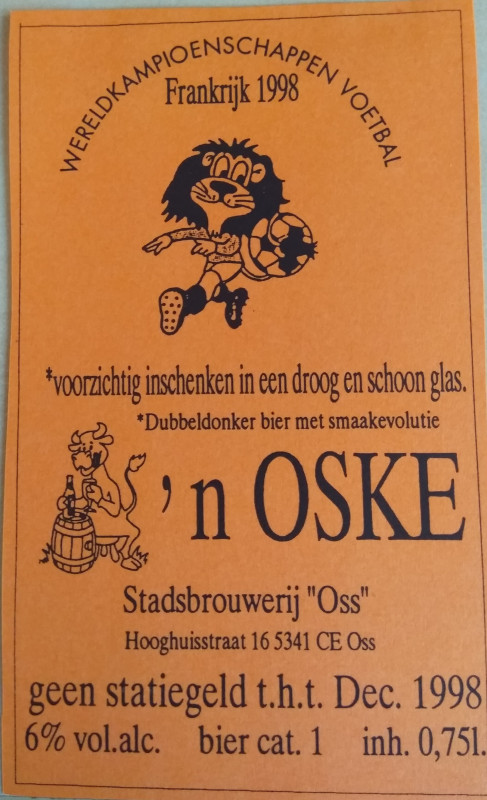 WERELDKAMPIOENSCHAPPEN VOETBAL
Frankrijk 1998
*voorzichtig inschenken in een droog en schoon glas.
*Dubbeldonker bier met smaakevolutie
'n OSKE
Stadsbrouwerij "Oss"
Hooghuisstraat 16 5341 CE Oss
geen statiegeld t.h.t. Dec. 1998
6% vol.alc. bier cat. 1 inh. 0,75l.